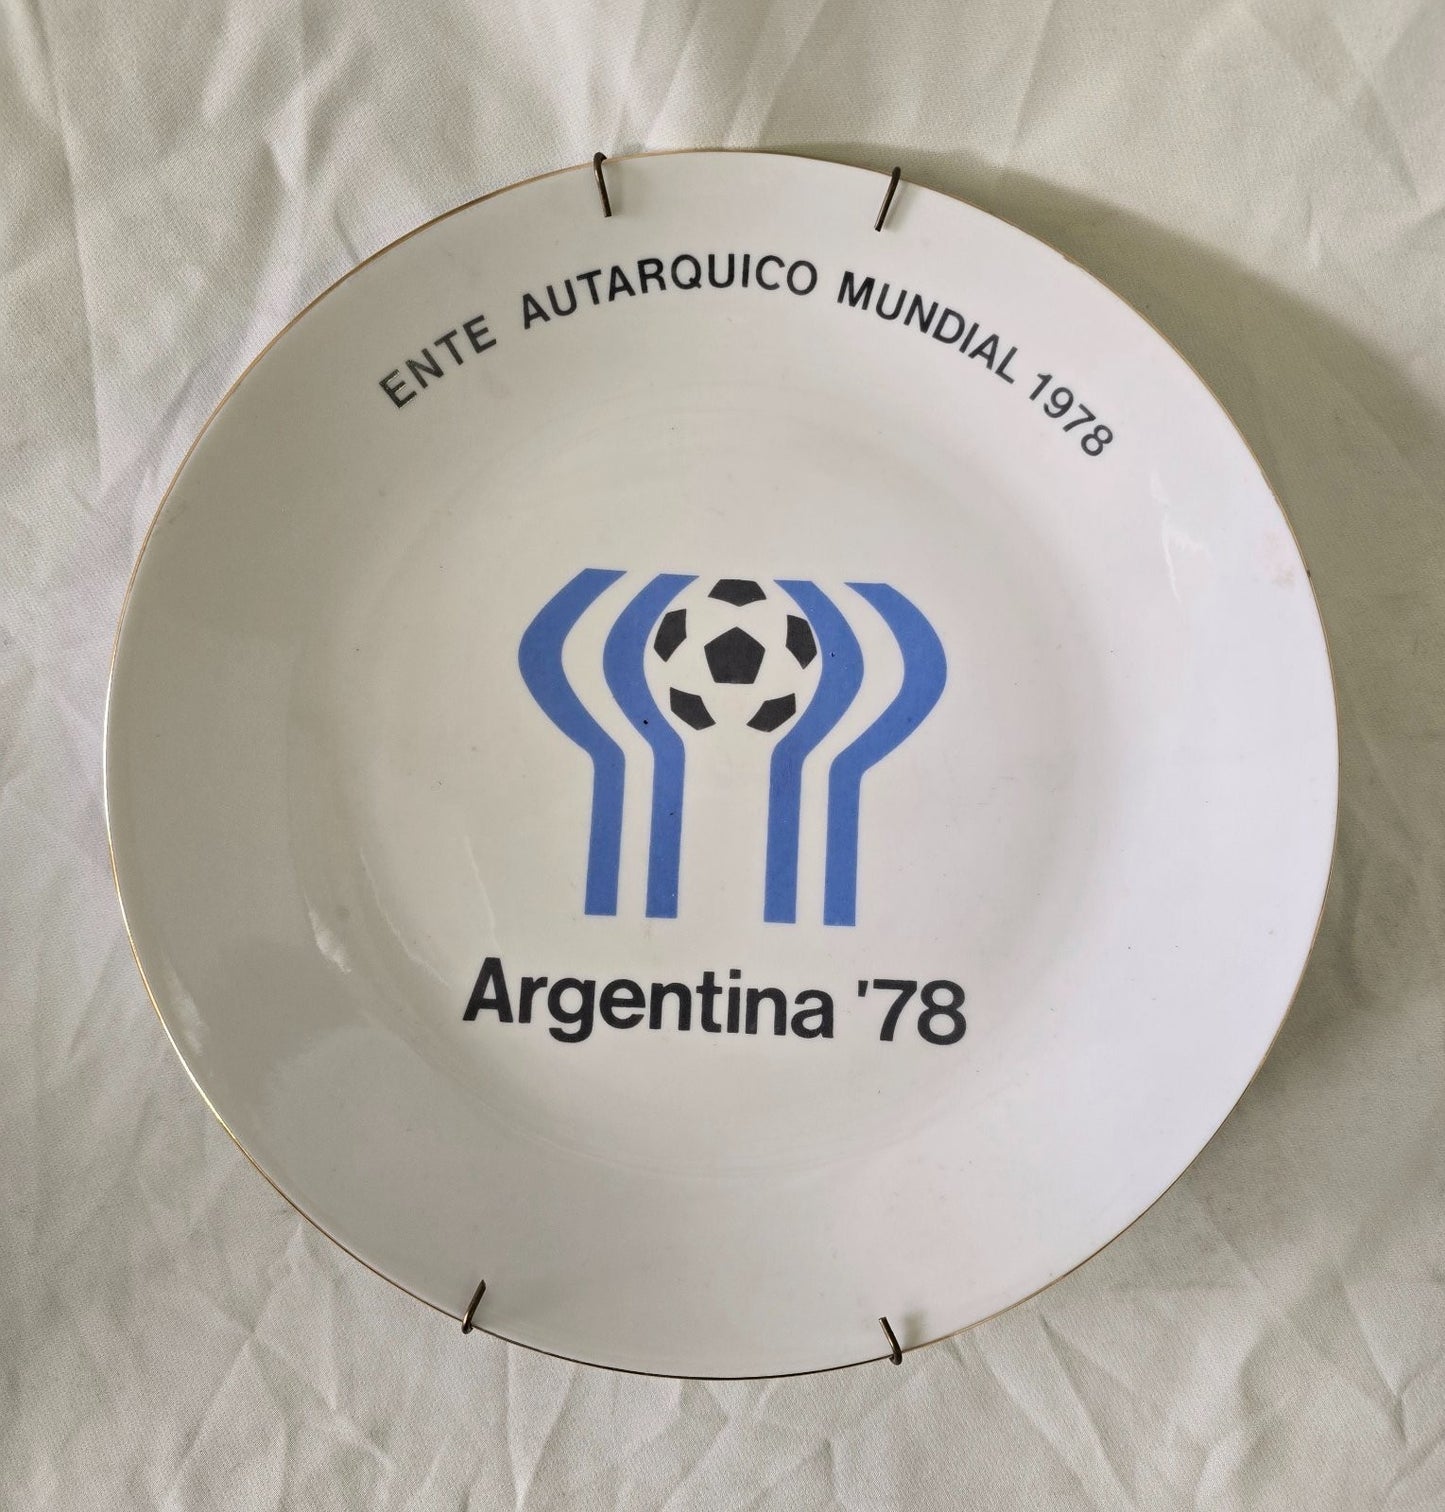 ENTE AUTARQUICO MUNDIAL 1978
Argentina '78